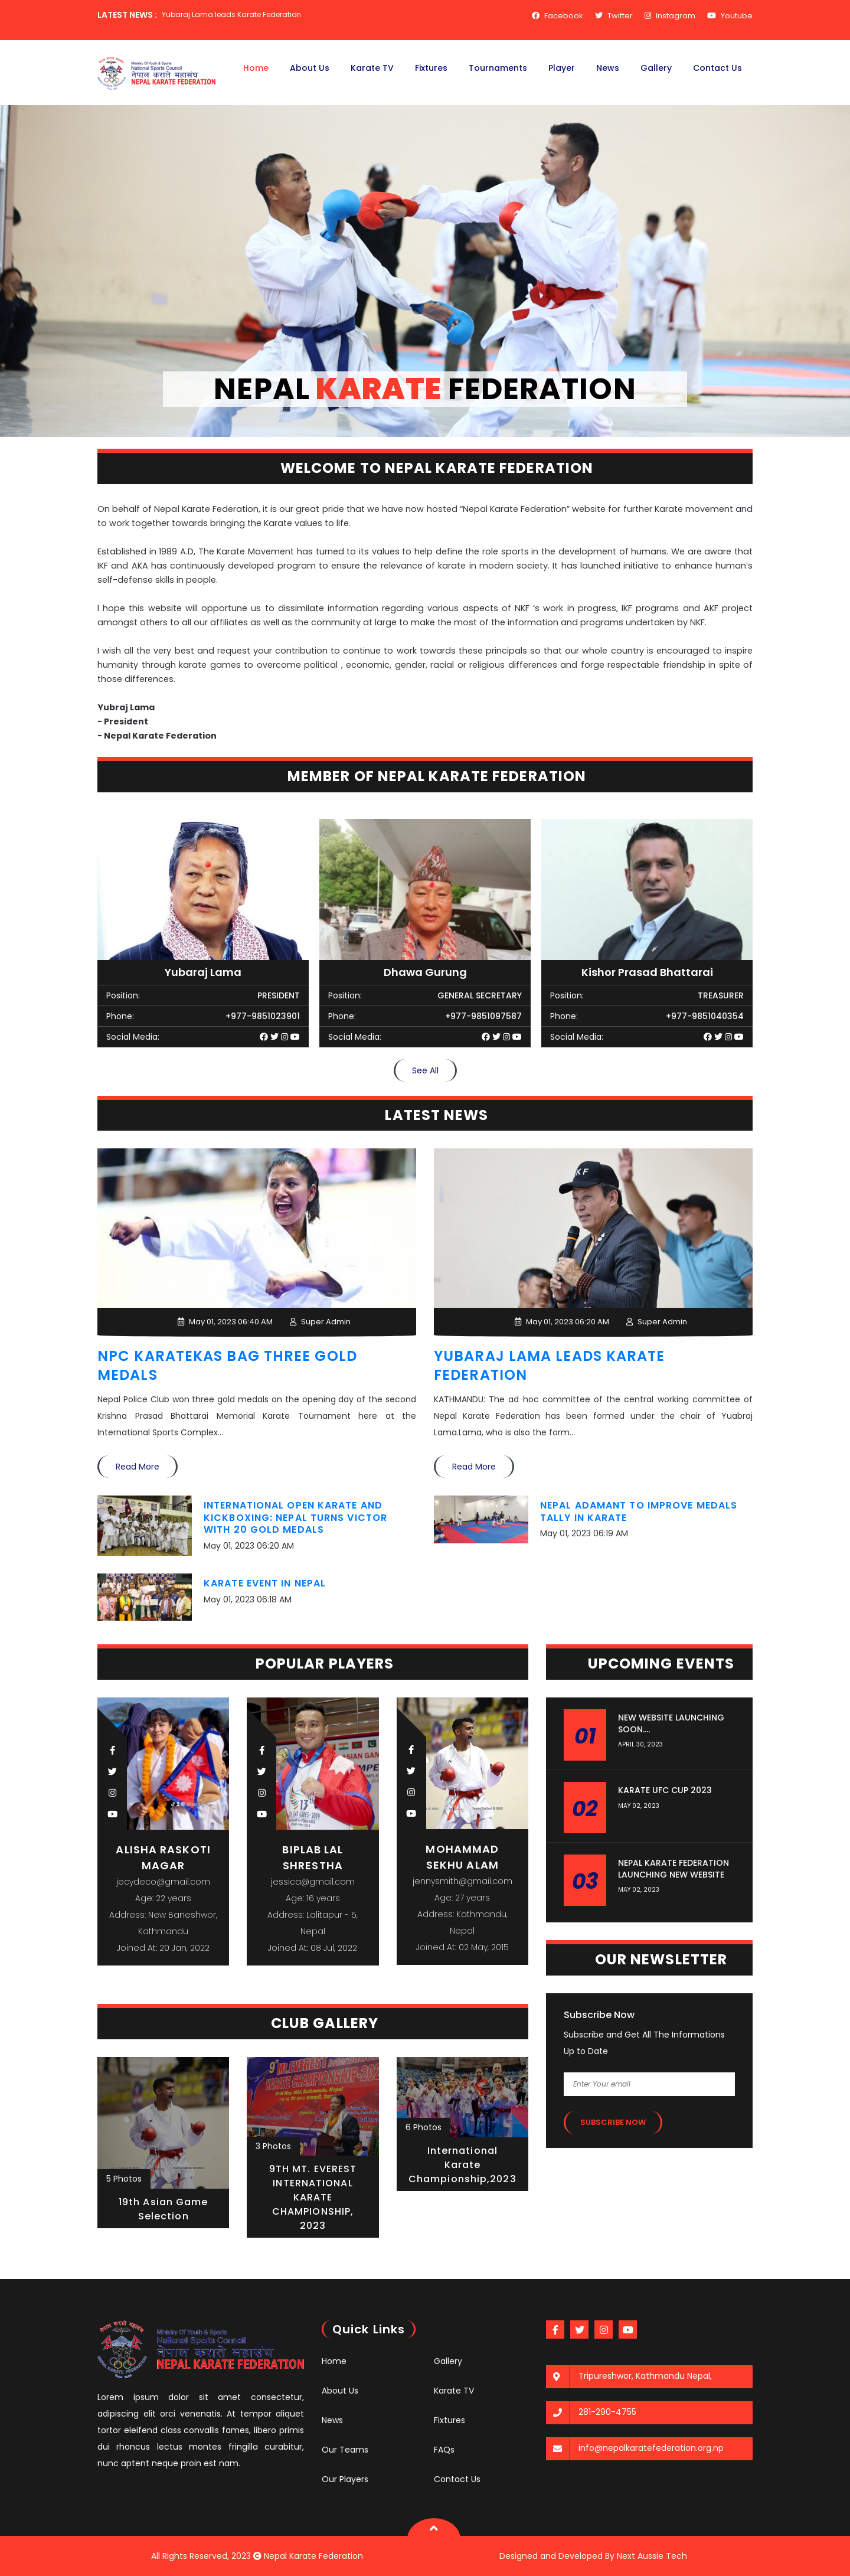 LATEST NEWS : Yubaraj Lama leads Karate Federation
Facebook Twitter Instagram Youtube
Ministry Of Youth & Sports
National Sports Council
नेपाल कराते महासंघ
NEPAL KARATE FEDERATION
Home About Us Karate TV Fixtures Tournaments Player News Gallery Contact Us
NEPAL KARATE FEDERATION
WELCOME TO NEPAL KARATE FEDERATION
On behalf of Nepal Karate Federation, it is our great pride that we have now hosted “Nepal Karate Federation” website for further Karate movement and
to work together towards bringing the Karate values to life.
Established in 1989 A.D, The Karate Movement has turned to its values to help define the role sports in the development of humans. We are aware that
IKF and AKA has continuously developed program to ensure the relevance of karate in modern society. It has launched initiative to enhance human’s
self-defense skills in people.
I hope this website will opportune us to dissimilate information regarding various aspects of NKF ‘s work in progress, IKF programs and AKF project
amongst others to all our affiliates as well as the community at large to make the most of the information and programs undertaken by NKF.
I wish all the very best and request your contribution to continue to work towards these principals so that our whole country is encouraged to inspire
humanity through karate games to overcome political , economic, gender, racial or religious differences and forge respectable friendship in spite of
those differences.
Yubraj Lama
- President
- Nepal Karate Federation
MEMBER OF NEPAL KARATE FEDERATION
Yubaraj Lama
Position: PRESIDENT
Phone: +977-9851023901
Social Media:
Dhawa Gurung
Position: GENERAL SECRETARY
Phone: +977-9851097587
Social Media:
Kishor Prasad Bhattarai
Position: TREASURER
Phone: +977-9851040354
Social Media:
See All
LATEST NEWS
May 01, 2023 06:40 AM Super Admin
NPC KARATEKAS BAG THREE GOLD
MEDALS
Nepal Police Club won three gold medals on the opening day of the second
Krishna Prasad Bhattarai Memorial Karate Tournament here at the
International Sports Complex...
Read More
May 01, 2023 06:20 AM Super Admin
YUBARAJ LAMA LEADS KARATE
FEDERATION
KATHMANDU: The ad hoc committee of the central working committee of
Nepal Karate Federation has been formed under the chair of Yuabraj
Lama.Lama, who is also the form...
Read More
INTERNATIONAL OPEN KARATE AND
KICKBOXING: NEPAL TURNS VICTOR
WITH 20 GOLD MEDALS
May 01, 2023 06:20 AM
NEPAL ADAMANT TO IMPROVE MEDALS
TALLY IN KARATE
May 01, 2023 06:19 AM
KARATE EVENT IN NEPAL
May 01, 2023 06:18 AM
POPULAR PLAYERS
ALISHA RASKOTI
MAGAR
jecydeco@gmail.com
Age: 22 years
Address: New Baneshwor,
Kathmandu
Joined At: 20 Jan, 2022
BIPLAB LAL
SHRESTHA
jessica@gmail.com
Age: 16 years
Address: Lalitapur - 5,
Nepal
Joined At: 08 Jul, 2022
MOHAMMAD
SEKHU ALAM
jennysmith@gmail.com
Age: 27 years
Address: Kathmandu,
Nepal
Joined At: 02 May, 2015
UPCOMING EVENTS
01
NEW WEBSITE LAUNCHING
SOON....
APRIL 30, 2023
02
KARATE UFC CUP 2023
MAY 02, 2023
03
NEPAL KARATE FEDERATION
LAUNCHING NEW WEBSITE
MAY 02, 2023
OUR NEWSLETTER
Subscribe Now
Subscribe and Get All The Informations
Up to Date
Enter Your email
SUBSCRIBE NOW
CLUB GALLERY
5 Photos
19th Asian Game
Selection
3 Photos
9TH MT. EVEREST
INTERNATIONAL
KARATE
CHAMPIONSHIP,
2023
6 Photos
International
Karate
Championship,2023
Ministry Of Youth & Sports
National Sports Council
नेपाल कराते महासंघ
NEPAL KARATE FEDERATION
Lorem ipsum dolor sit amet consectetur,
adipiscing elit orci venenatis. At tempor aliquet
tortor eleifend class convallis fames, libero primis
dui rhoncus lectus montes fringilla curabitur,
nunc aptent neque proin est nam.
Quick Links
Home Gallery
About Us Karate TV
News Fixtures
Our Teams FAQs
Our Players Contact Us
Tripureshwor, Kathmandu Nepal,
281-290-4755
info@nepalkaratefederation.org.np
All Rights Reserved, 2023 Nepal Karate Federation
Designed and Developed By Next Aussie Tech